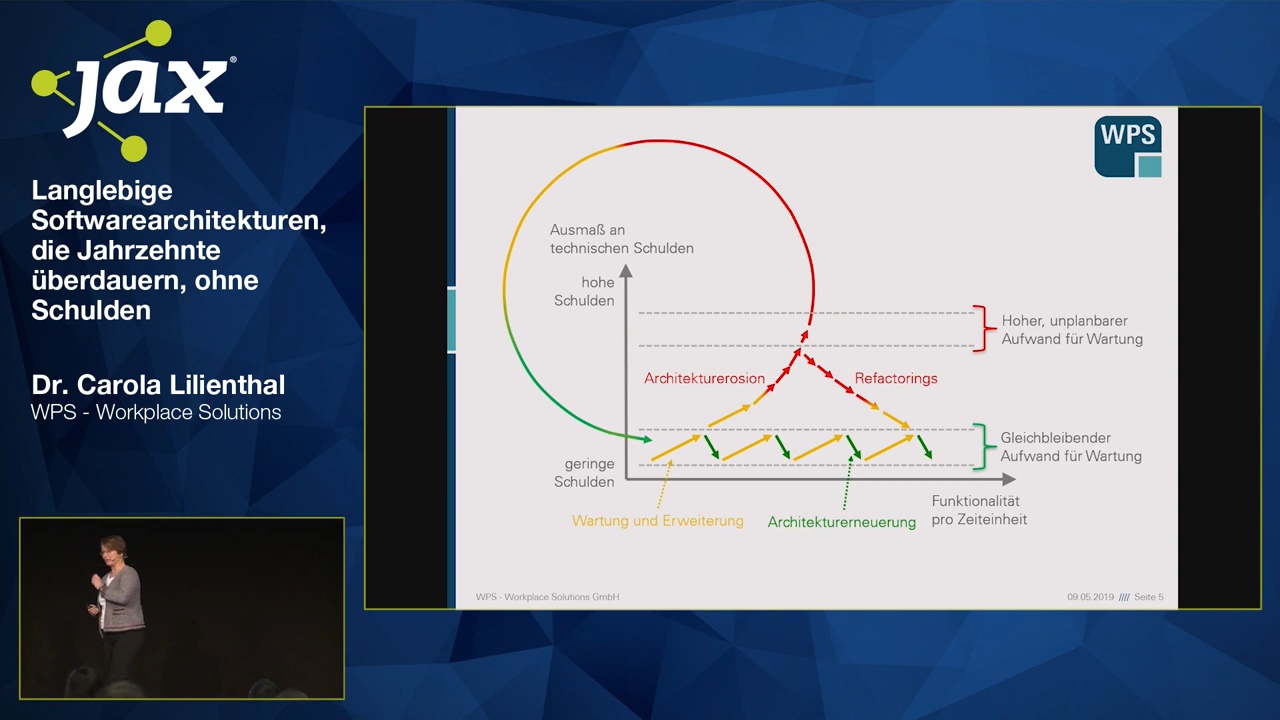 jax®
Langlebige
Softwarearchitekturen,
die Jahrzehnte
überdauern, ohne
Schulden
Dr. Carola Lilienthal
WPS - Workplace Solutions
WPS
Ausmaß an
technischen Schulden
hohe
Schulden
Hoher, unplanbarer
Aufwand für Wartung
Architekturerosion
Refactorings
Gleichbleibender
Aufwand für Wartung
geringe
Schulden
Funktionalität
pro Zeiteinheit
Wartung und Erweiterung
Architekturerneuerung
WPS - Workplace Solutions GmbH
09.05.2019 //// Seite 5